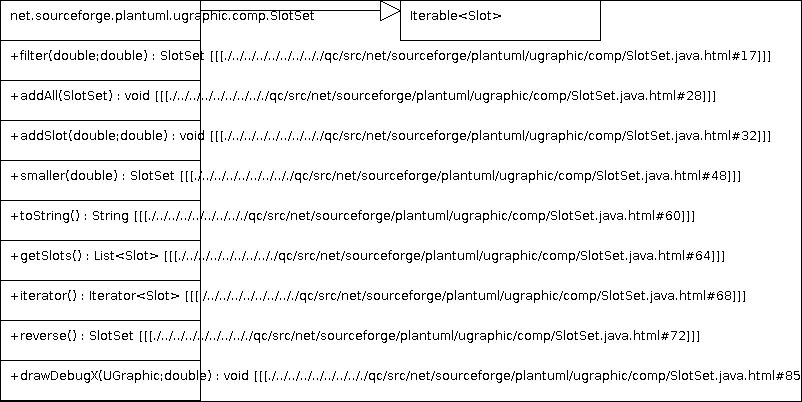 net.sourceforge.plantuml.ugraphic.comp.SlotSet
Iterable<Slot>
+filter(double;double) : SlotSet [[[./../../../../../../../qc/src/net/sourceforge/plantuml/ugraphic/comp/SlotSet.java.html#17]]]
+addAll(SlotSet) : void [[[./../../../../../../../qc/src/net/sourceforge/plantuml/ugraphic/comp/SlotSet.java.html#28]]]
+addSlot(double;double) : void [[[./../../../../../../../qc/src/net/sourceforge/plantuml/ugraphic/comp/SlotSet.java.html#32]]]
+smaller(double) : SlotSet [[[./../../../../../../../qc/src/net/sourceforge/plantuml/ugraphic/comp/SlotSet.java.html#48]]]
+toString() : String [[[./../../../../../../../qc/src/net/sourceforge/plantuml/ugraphic/comp/SlotSet.java.html#60]]]
+getSlots() : List<Slot> [[[./../../../../../../../qc/src/net/sourceforge/plantuml/ugraphic/comp/SlotSet.java.html#64]]]
+iterator() : Iterator<Slot> [[[./../../../../../../../qc/src/net/sourceforge/plantuml/ugraphic/comp/SlotSet.java.html#68]]]
+reverse() : SlotSet [[[./../../../../../../../qc/src/net/sourceforge/plantuml/ugraphic/comp/SlotSet.java.html#72]]]
+drawDebugX(UGraphic;double) : void [[[./../../../../../../../qc/src/net/sourceforge/plantuml/ugraphic/comp/SlotSet.java.html#85